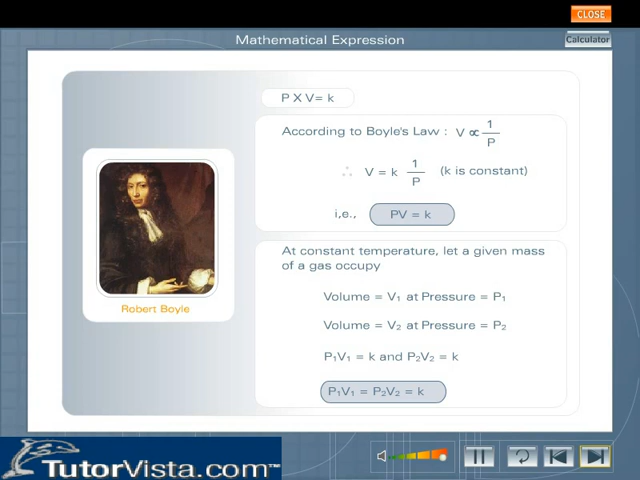 CLOSE
Mathematical Expression
Calculator
P X V= k
According to Boyle's Law : V ∝ 1/P
∴ V = k 1/P (k is constant)
i,e., PV = k
At constant temperature, let a given mass
of a gas occupy
Volume = V₁ at Pressure = P₁
Volume = V₂ at Pressure = P₂
P₁V₁ = k and P₂V₂ = k
P₁V₁ = P₂V₂ = k
Robert Boyle
TutorVista.com™